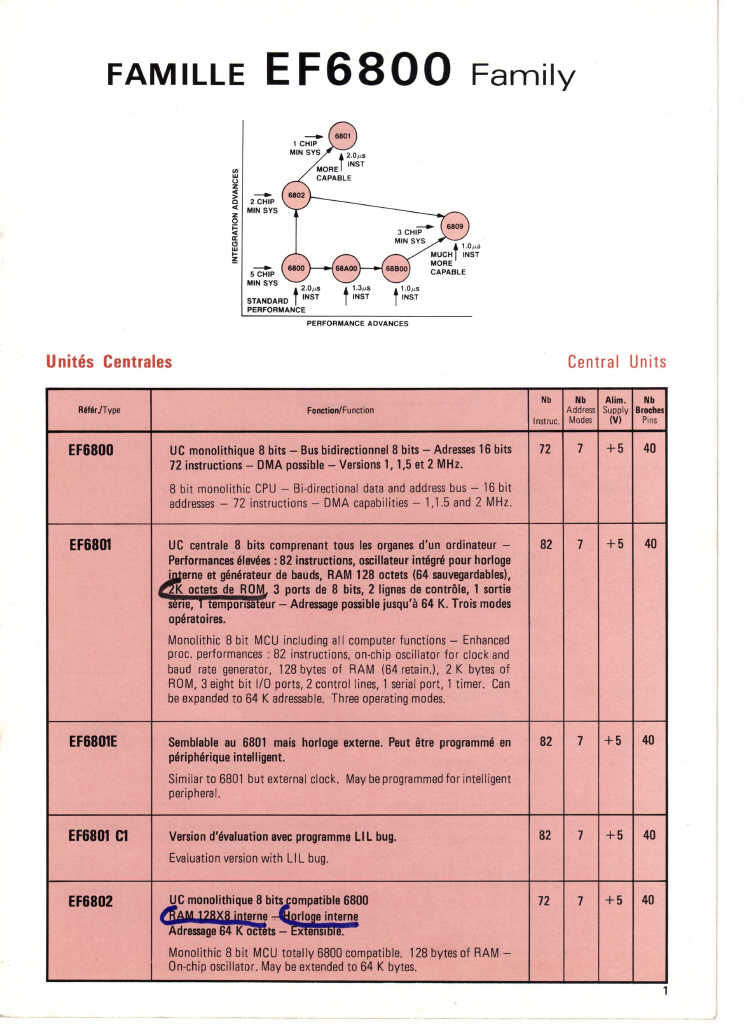 FAMILLE EF6800 Family
6801
1 CHIP
MIN SYS
2.0µs
INST
MORE
CAPABLE
6802
2 CHIP
MIN SYS
6809
3 CHIP
MIN SYS
1.0µs
INST
MUCH
MORE
CAPABLE
6800
68A00
68B00
5 CHIP
MIN SYS
2.0µs
INST
1.3µs
INST
1.0µs
INST
STANDARD
PERFORMANCE
INTEGRATION ADVANCES
PERFORMANCE ADVANCES
Unités Centrales Central Units
Référ./Type Fonction/Function Nb Instruc. Nb Address Modes Alim. Supply (V) Nb Broches Pins
EF6800 UC monolithique 8 bits – Bus bidirectionnel 8 bits – Adresses 16 bits 72 7 +5 40
72 instructions – DMA possible – Versions 1, 1,5 et 2 MHz.
8 bit monolithic CPU – Bi-directional data and address bus – 16 bit
addresses – 72 instructions – DMA capabilities – 1,1.5 and 2 MHz.
EF6801 UC centrale 8 bits comprenant tous les organes d'un ordinateur – 82 7 +5 40
Performances élevées : 82 instructions, oscillateur intégré pour horloge
interne et générateur de bauds, RAM 128 octets (64 sauvegardables),
2K octets de ROM, 3 ports de 8 bits, 2 lignes de contrôle, 1 sortie
série, 1 temporisateur – Adressage possible jusqu'à 64 K. Trois modes
opératoires.
Monolithic 8 bit MCU including all computer functions – Enhanced
proc. performances : 82 instructions, on-chip oscillator for clock and
baud rate generator, 128 bytes of RAM (64 retain.), 2 K bytes of
ROM, 3 eight bit I/O ports, 2 control lines, 1 serial port, 1 timer. Can
be expanded to 64 K adressable. Three operating modes.
EF6801E Semblable au 6801 mais horloge externe. Peut être programmé en 82 7 +5 40
périphérique intelligent.
Similar to 6801 but external clock. May be programmed for intelligent
peripheral.
EF6801 C1 Version d'évaluation avec programme LIL bug. 82 7 +5 40
Evaluation version with LIL bug.
EF6802 UC monolithique 8 bits compatible 6800 72 7 +5 40
RAM 128X8 interne – Horloge interne
Adressage 64 K octets – Extensible.
Monolithic 8 bit MCU totally 6800 compatible. 128 bytes of RAM –
On-chip oscillator. May be extended to 64 K bytes.
1